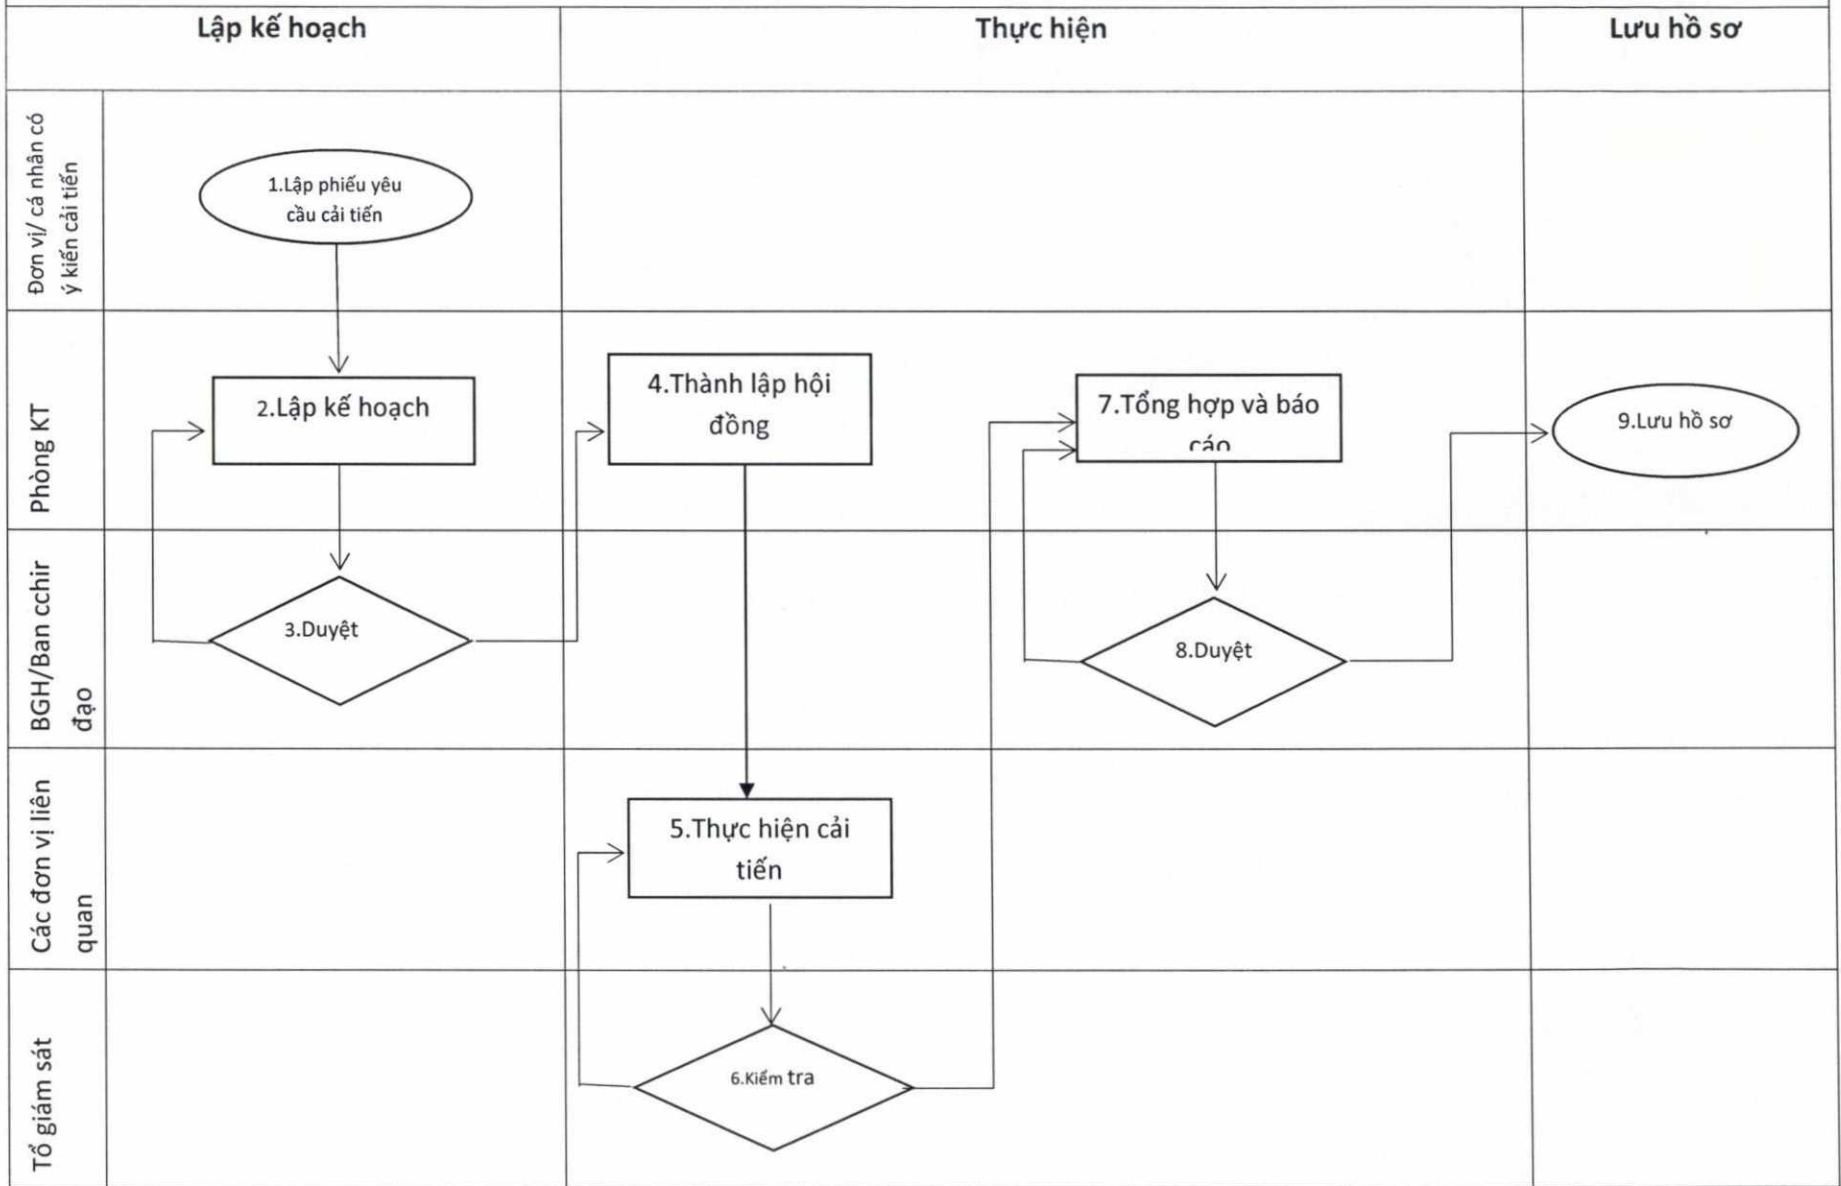 Lập kế hoạch
Thực hiện
Lưu hồ sơ
Đơn vị/ cá nhân có
ý kiến cải tiến
1.Lập phiếu yêu
cầu cải tiến
Phòng KT
2.Lập kế hoạch
4.Thành lập hội
đồng
7.Tổng hợp và báo
cáo
9.Lưu hồ sơ
BGH/Ban cchir
đạo
3.Duyệt
8.Duyệt
Các đơn vị liên
quan
5.Thực hiện cải
tiến
Tổ giám sát
6.Kiểm tra